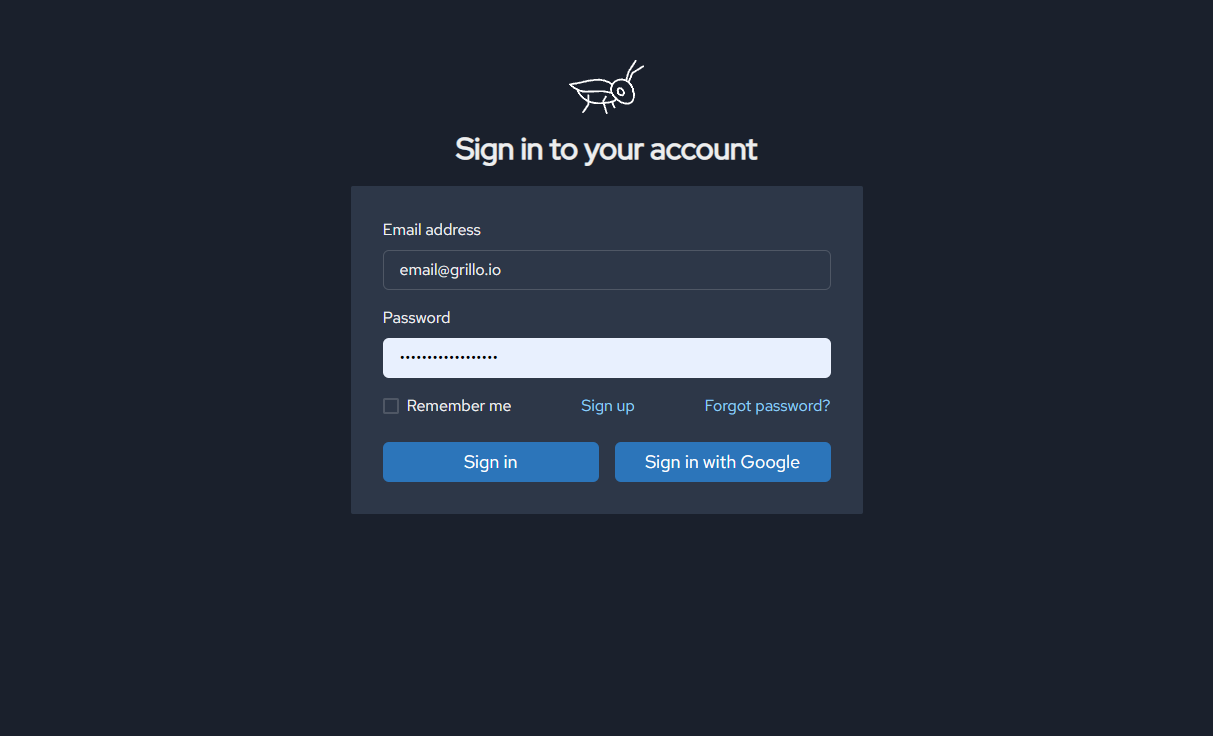 Sign in to your account
Email address
email@grillo.io
Password
••••••••••••••••••
Remember me Sign up Forgot password?
Sign in Sign in with Google